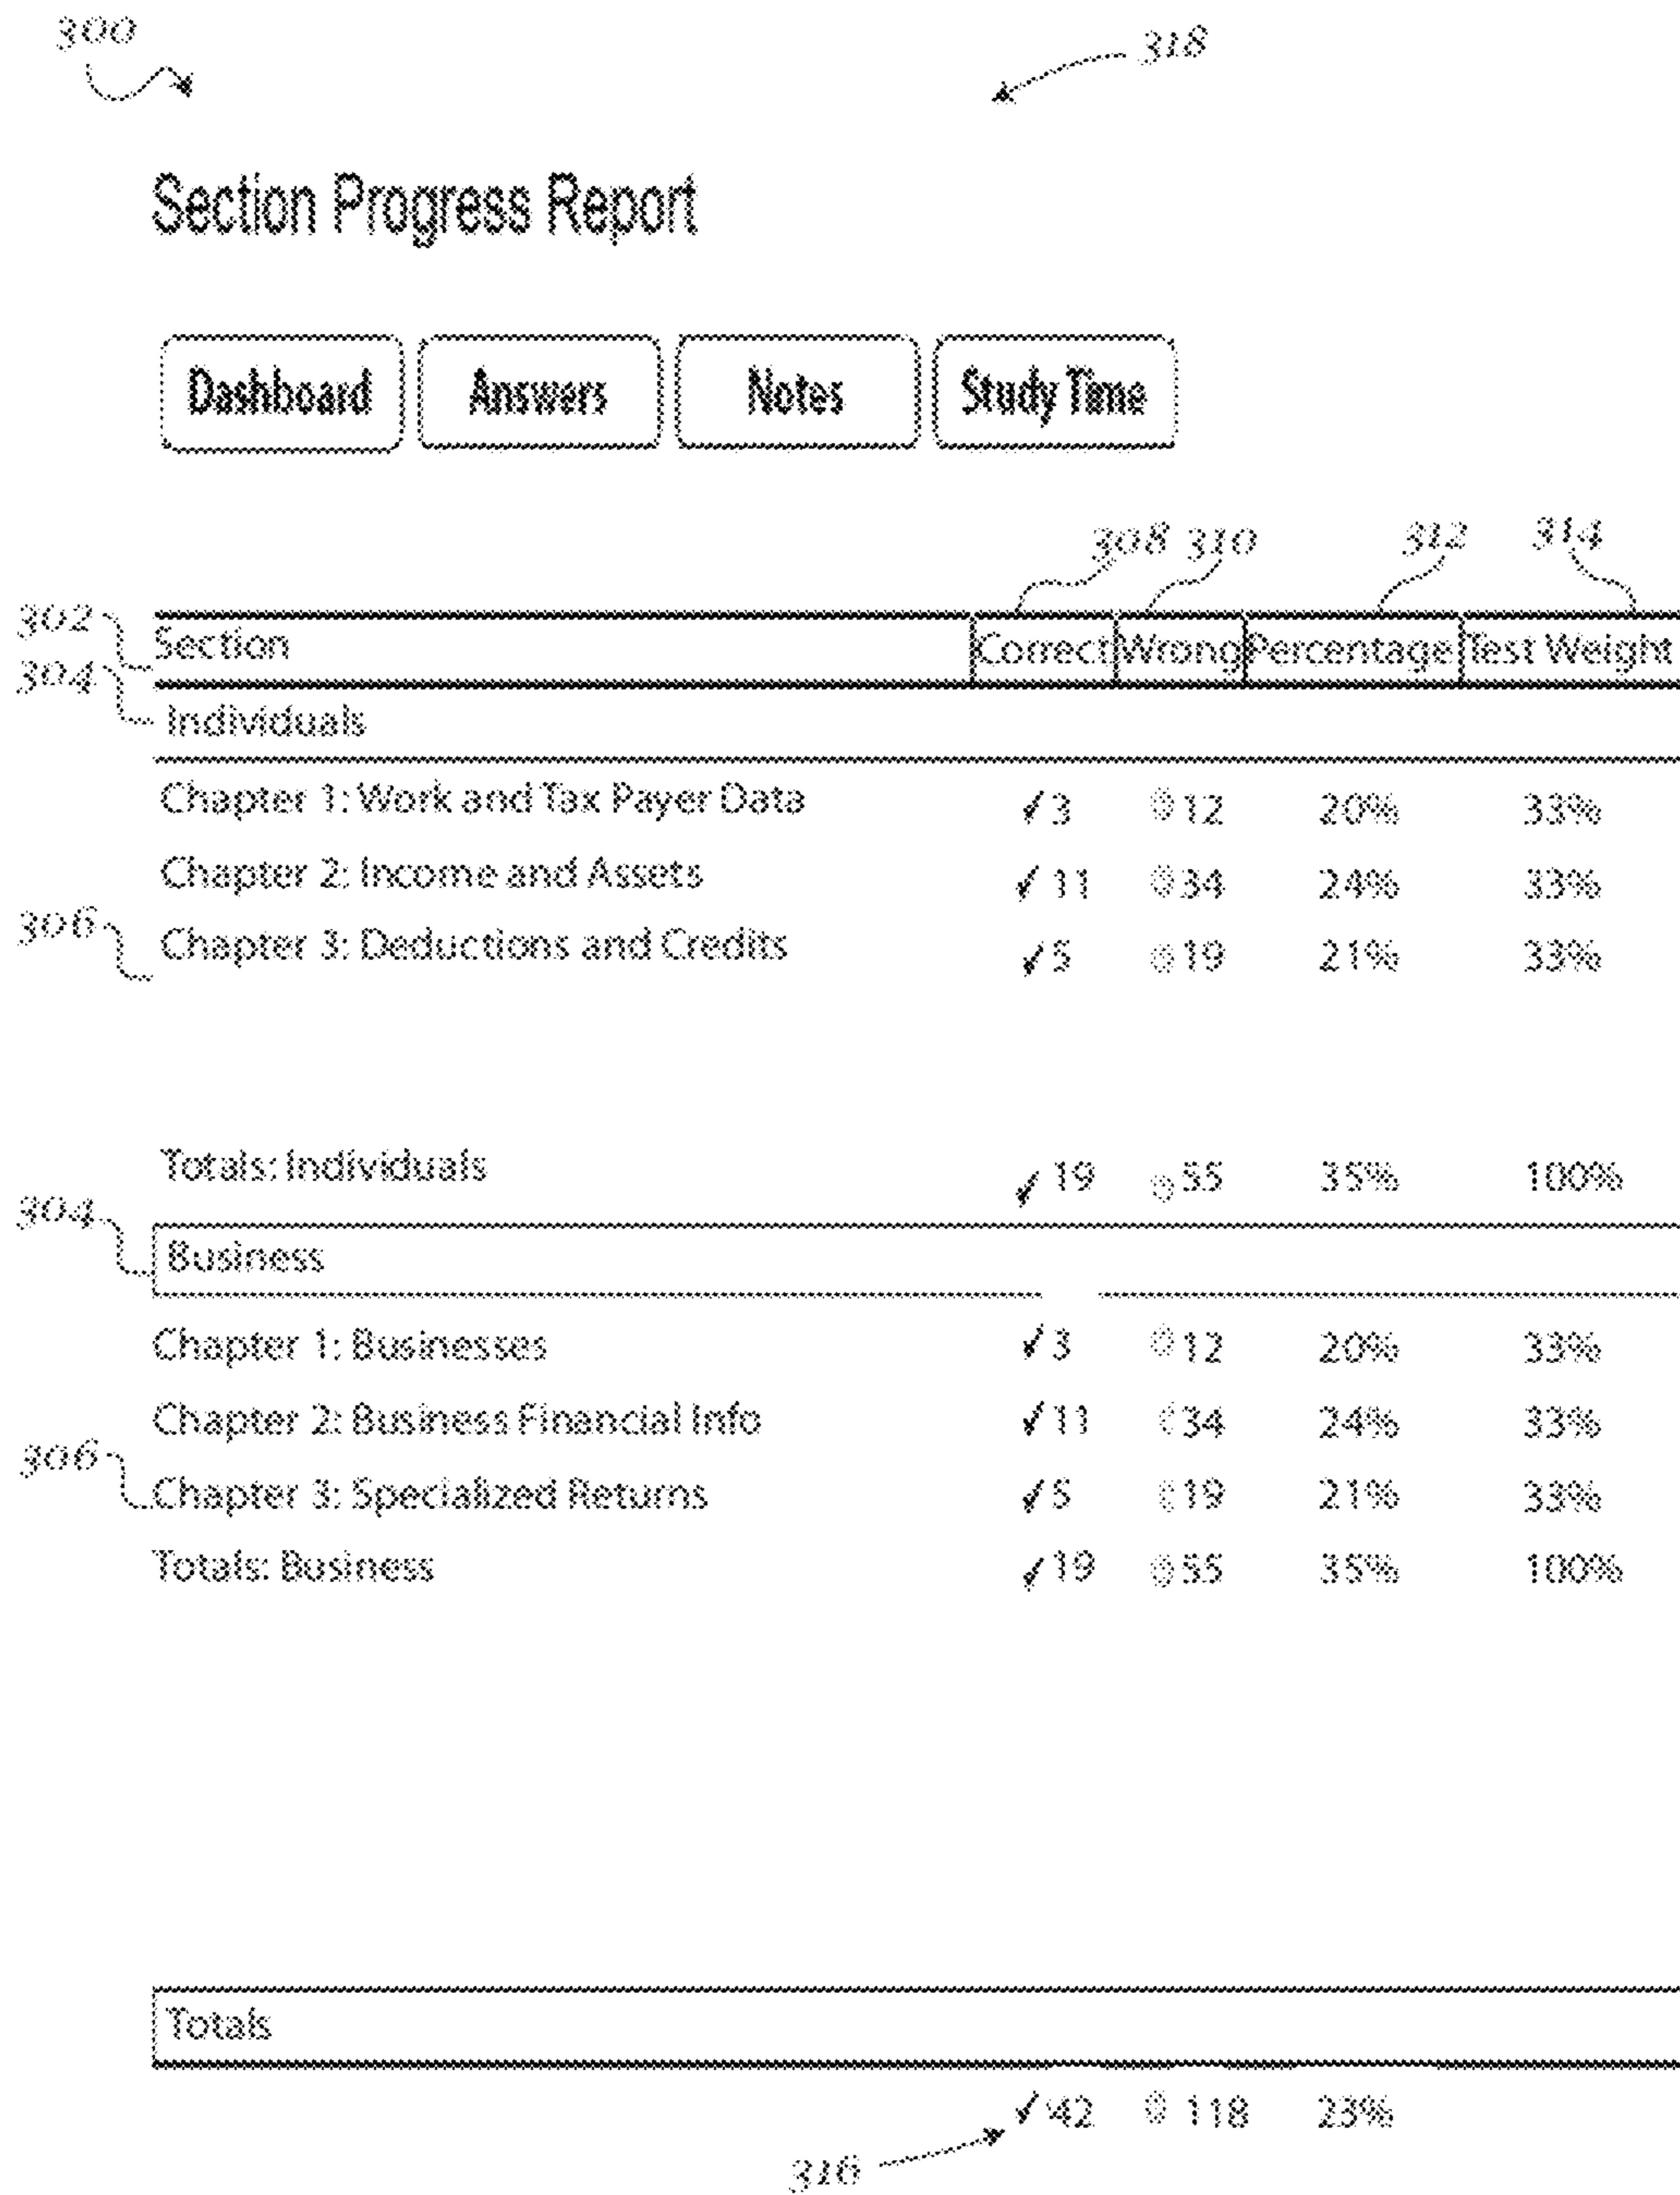 300
318
Section Progress Report
Dashboard Answers Notes Study Time
308 310 312 314
302
Section Correct Wrong Percentage Test Weight
304
Individuals
Chapter 1: Work and Tax Payer Data ✓ 3 12 20% 33%
Chapter 2: Income and Assets ✓ 11 34 24% 33%
306
Chapter 3: Deductions and Credits ✓ 5 19 21% 33%
Totals: Individuals ✓ 19 55 35% 100%
304
Business
Chapter 1: Businesses ✓ 3 12 20% 33%
Chapter 2: Business Financial Info ✓ 11 34 24% 33%
306
Chapter 3: Specialized Returns ✓ 5 19 21% 33%
Totals: Business ✓ 19 55 35% 100%
Totals
✓ 42 118 23%
316